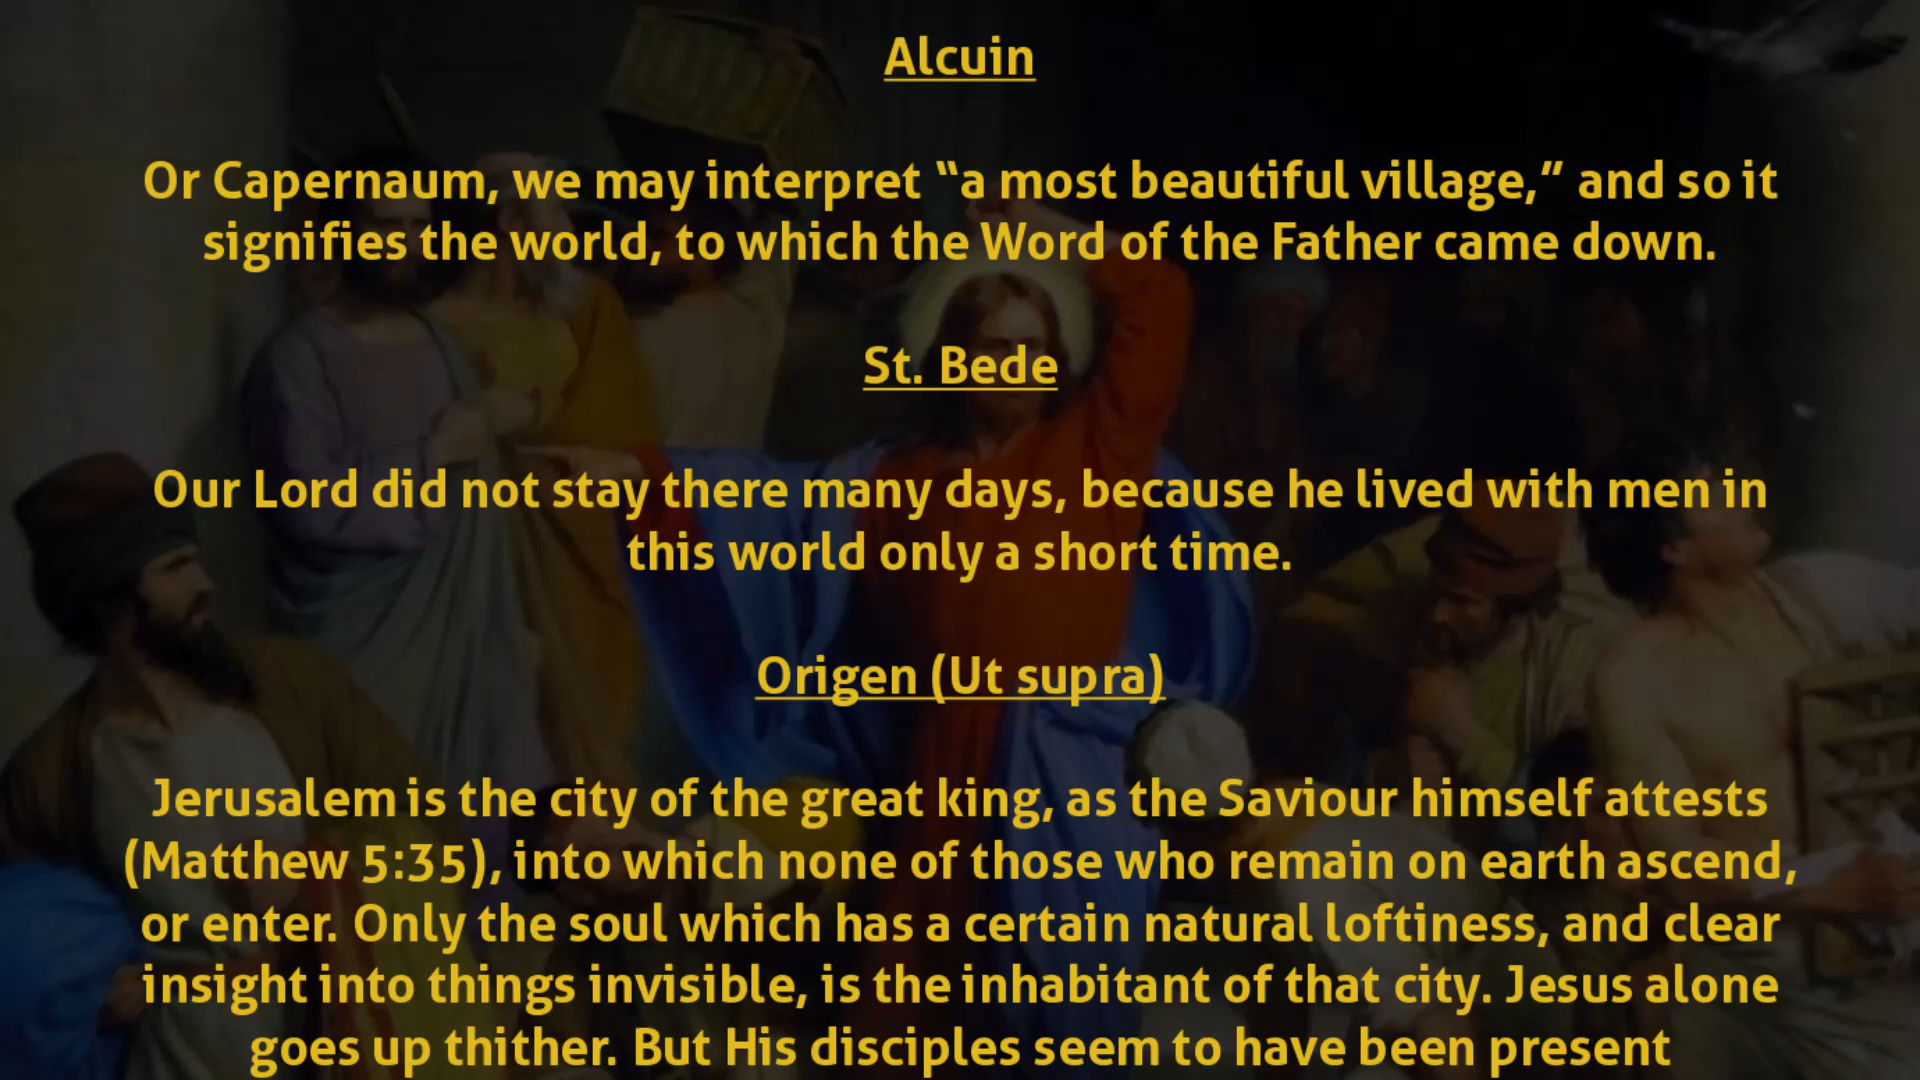 Alcuin
Or Capernaum, we may interpret “a most beautiful village,” and so it
signifies the world, to which the Word of the Father came down.
St. Bede
Our Lord did not stay there many days, because he lived with men in
this world only a short time.
Origen (Ut supra)
Jerusalem is the city of the great king, as the Saviour himself attests
(Matthew 5:35), into which none of those who remain on earth ascend,
or enter. Only the soul which has a certain natural loftiness, and clear
insight into things invisible, is the inhabitant of that city. Jesus alone
goes up thither. But His disciples seem to have been present